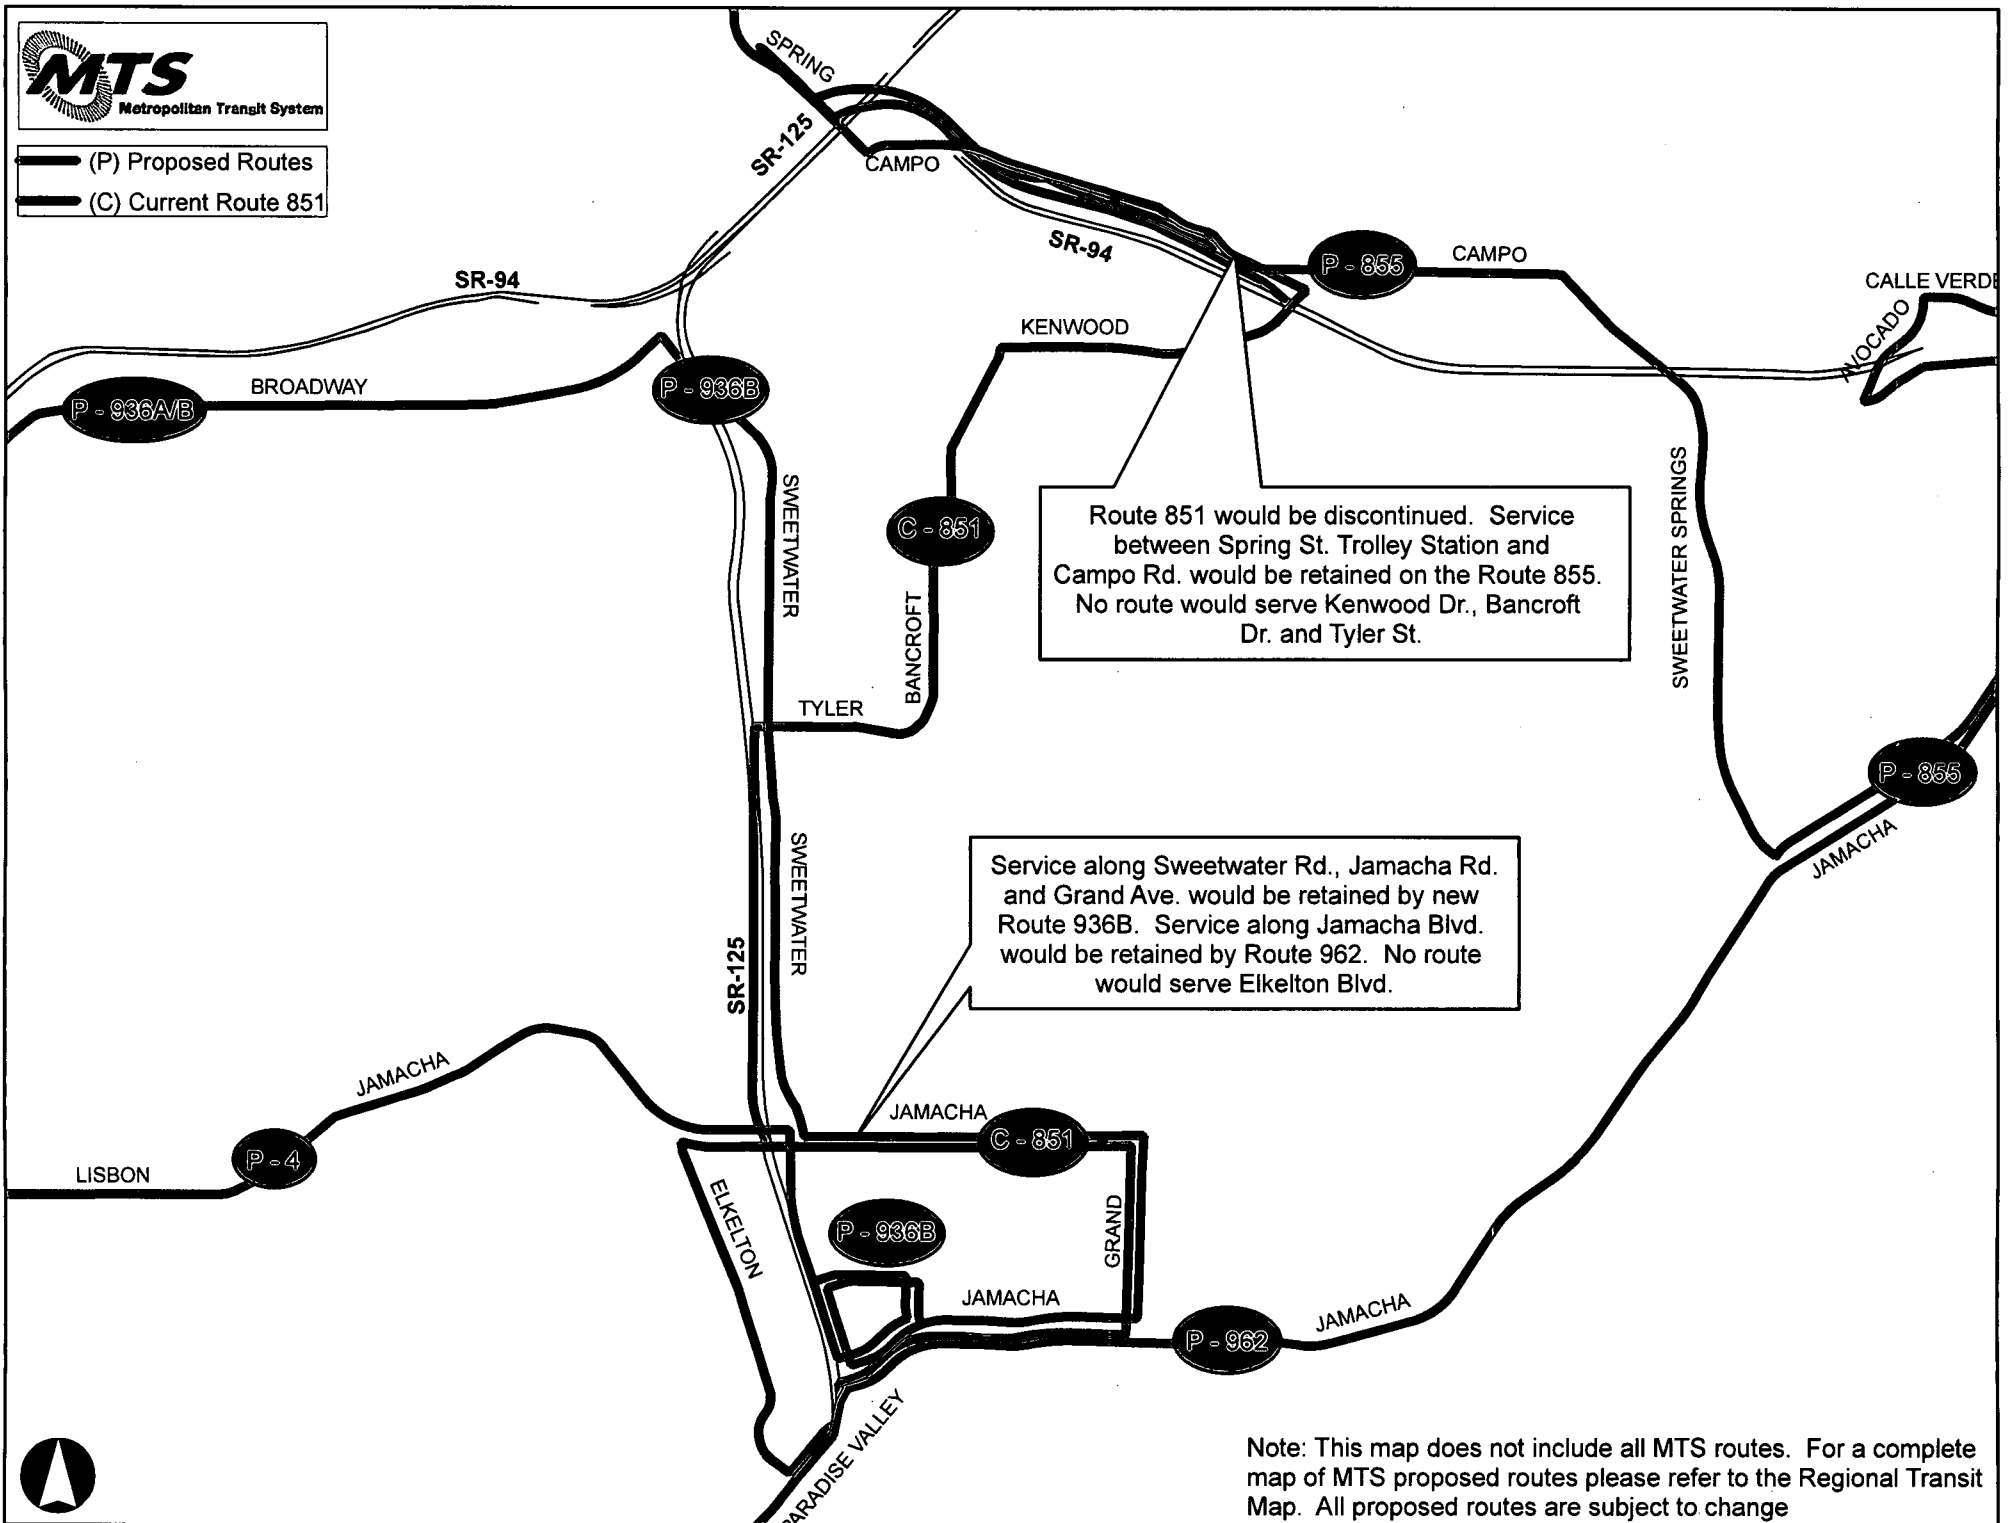 MTS
Metropolitan Transit System
(P) Proposed Routes
(C) Current Route 851
SPRING
SR-125
CAMPO
SR-94
SR-94
P - 855
CAMPO
CALLE VERDE
AVOCADO
KENWOOD
BROADWAY
P - 936A/B
P - 936B
SWEETWATER
C - 851
BANCROFT
TYLER
Route 851 would be discontinued. Service
between Spring St. Trolley Station and
Campo Rd. would be retained on the Route 855.
No route would serve Kenwood Dr., Bancroft
Dr. and Tyler St.
SWEETWATER SPRINGS
P - 855
JAMACHA
SWEETWATER
SR-125
Service along Sweetwater Rd., Jamacha Rd.
and Grand Ave. would be retained by new
Route 936B. Service along Jamacha Blvd.
would be retained by Route 962. No route
would serve Elkelton Blvd.
JAMACHA
P - 4
LISBON
JAMACHA
C - 851
ELKELTON
P - 936B
GRAND
JAMACHA
P - 962
JAMACHA
PARADISE VALLEY
Note: This map does not include all MTS routes. For a complete
map of MTS proposed routes please refer to the Regional Transit
Map. All proposed routes are subject to change